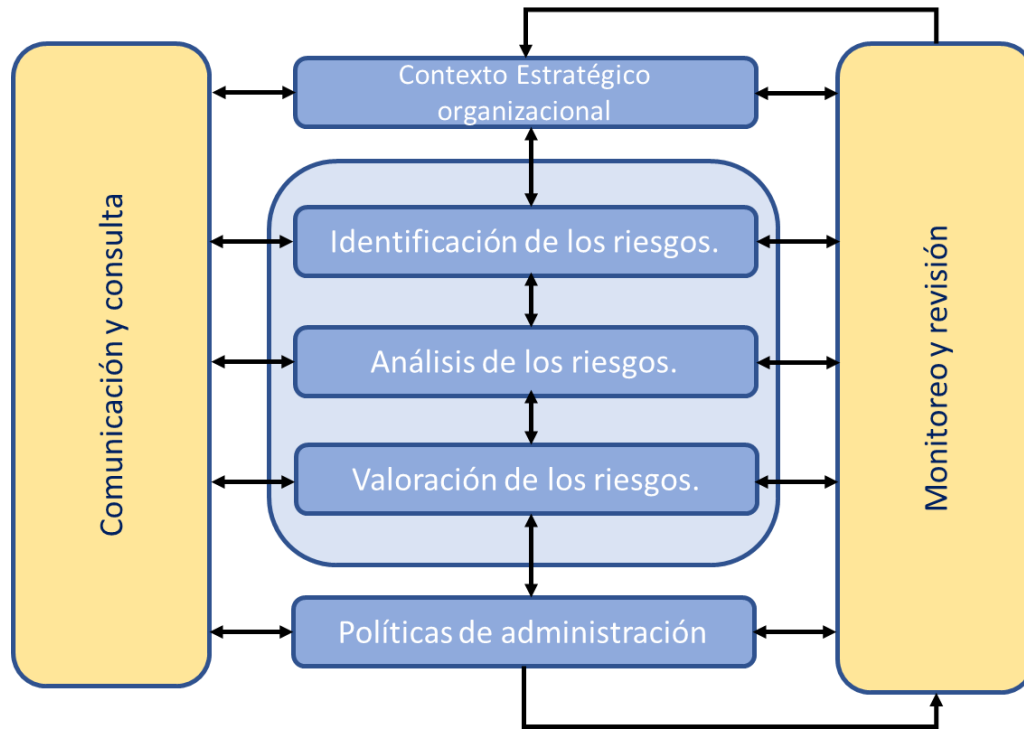 Contexto Estratégico
organizacional
Comunicación y consulta
Identificación de los riesgos.
Análisis de los riesgos.
Valoración de los riesgos.
Políticas de administración
Monitoreo y revisión